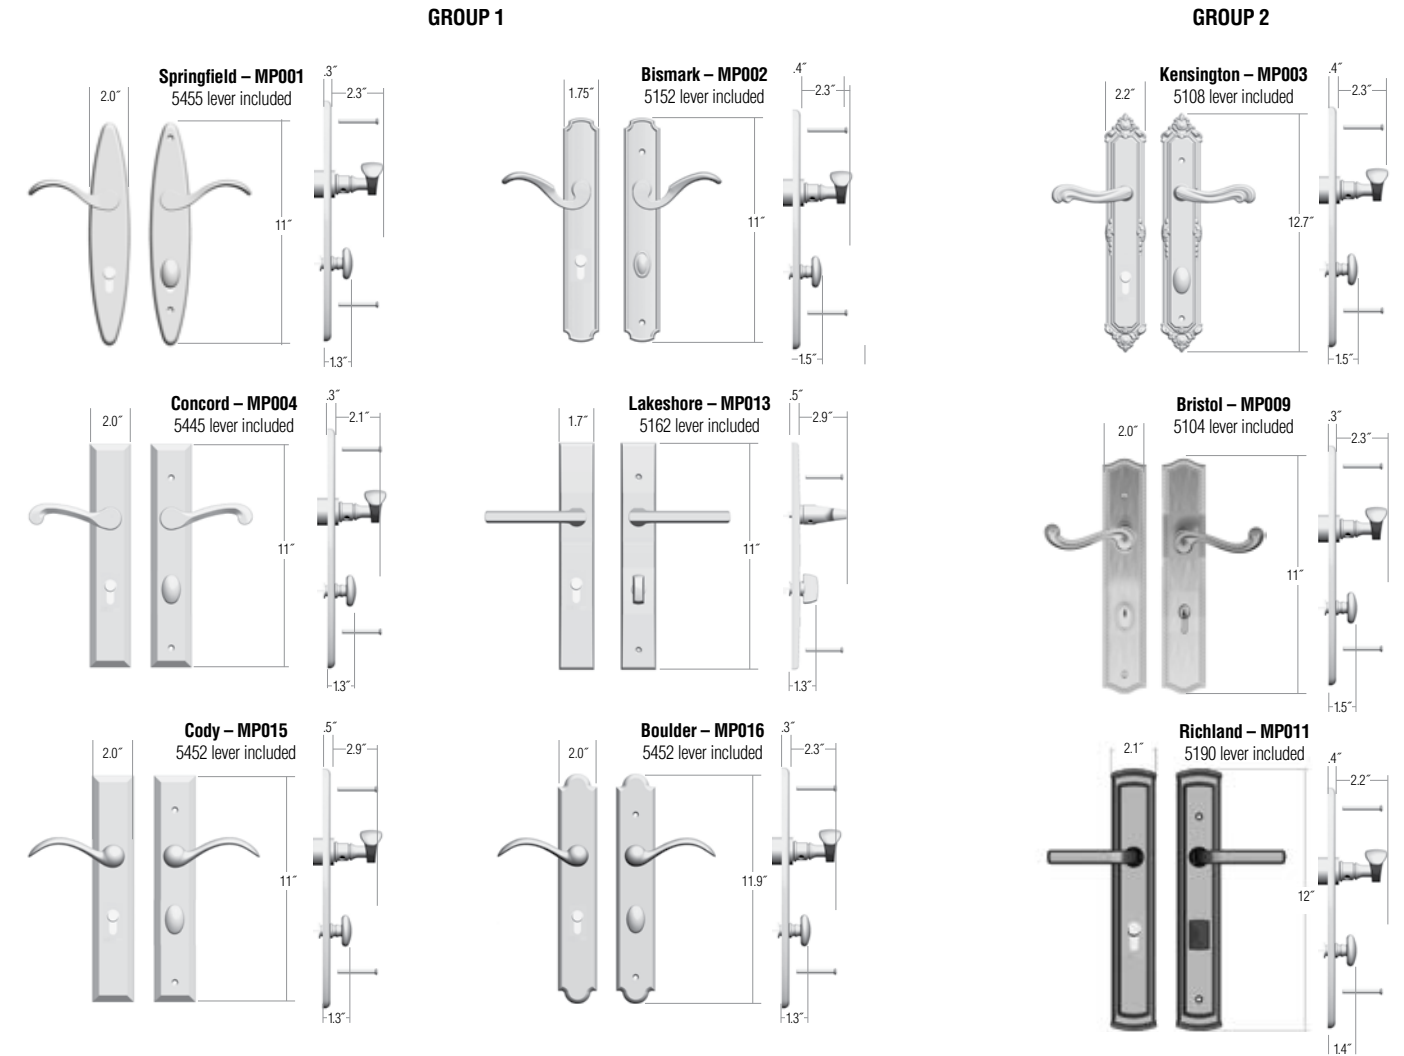 GROUP 1
GROUP 2
Springfield – MP001
5455 lever included
2.0˝
11˝
.3˝
2.3˝
1.3˝
Bismark – MP002
5152 lever included
1.75˝
11˝
.4˝
2.3˝
1.5˝
Kensington – MP003
5108 lever included
2.2˝
12.7˝
.4˝
2.3˝
1.5˝
Concord – MP004
5445 lever included
2.0˝
11˝
.3˝
2.1˝
1.3˝
Lakeshore – MP013
5162 lever included
1.7˝
11˝
.5˝
2.9˝
1.3˝
Bristol – MP009
5104 lever included
2.0˝
11˝
.3˝
2.3˝
1.5˝
Cody – MP015
5452 lever included
2.0˝
11˝
.5˝
2.9˝
1.3˝
Boulder – MP016
5452 lever included
2.0˝
11.9˝
.3˝
2.3˝
1.3˝
Richland – MP011
5190 lever included
2.1˝
12˝
.4˝
2.2˝
1.4˝